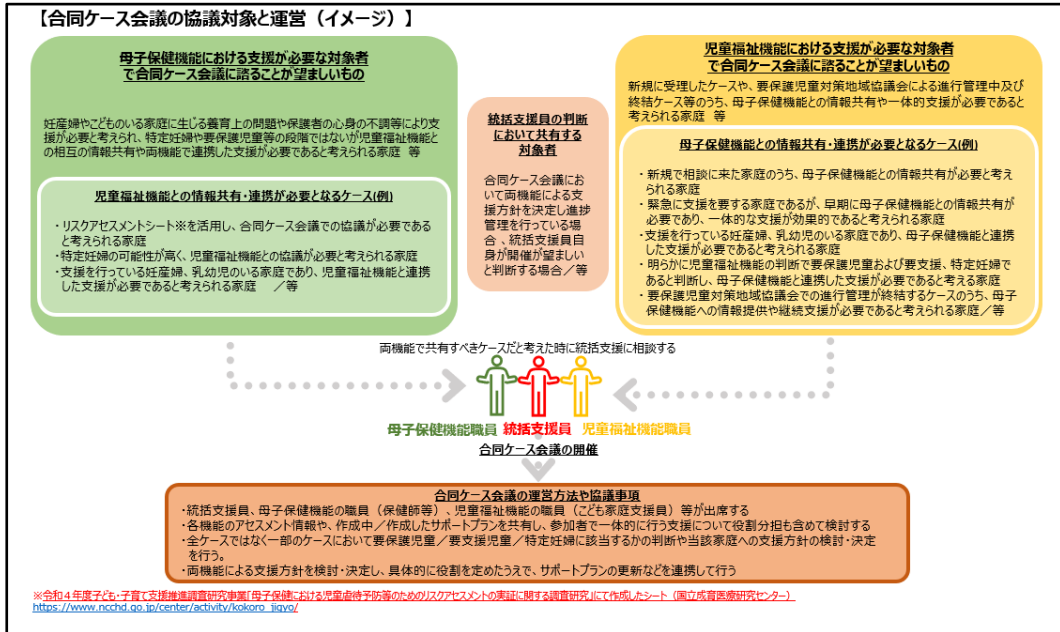 【合同ケース会議の協議対象と運営（イメージ）】
母子保健機能における支援が必要な対象者
で合同ケース会議に諮ることが望ましいもの
妊産婦やこどものいる家庭に生じる養育上の問題や保護者の心身の不調等により支
援が必要と考えられ、特定妊婦や要保護児童等の段階ではないが児童福祉機能と
の相互の情報共有や両機能で連携した支援が必要であると考えられる家庭　等
児童福祉機能との情報共有・連携が必要となるケース(例)
・リスクアセスメントシート※を活用し、合同ケース会議での協議が必要である
と考えられる家庭
・特定妊婦の可能性が高く、児童福祉機能との協議が必要と考えられる家庭
・支援を行っている妊産婦、乳幼児のいる家庭であり、児童福祉機能と連携
した支援が必要であると考えられる家庭　／等
統括支援員の判断
において共有する
対象者
合同ケース会議にお
いて両機能による支
援方針を決定し進捗
管理を行っている場
合、統括支援員自
身が開催が望ましい
と判断する場合／等
児童福祉機能における支援が必要な対象者
で合同ケース会議に諮ることが望ましいもの
新規に受理したケースや、要保護児童対策地域協議会による進行管理中及び
終結ケース等のうち、母子保健機能との情報共有や一体的支援が必要であると
考えられる家庭　等
母子保健機能との情報共有・連携が必要となるケース(例)
・新規で相談に来た家庭のうち、母子保健機能との情報共有が必要と考え
られる家庭
・緊急に支援を要する家庭であるが、早期に母子保健機能との情報共有が
必要であり、一体的な支援が効果的であると考えられる家庭
・支援を行っている妊産婦、乳幼児のいる家庭であり、母子保健機能と連携
した支援が必要であると考えられる家庭
・明らかに児童福祉機能の判断で要保護児童および要支援、特定妊婦で
あると判断し、母子保健機能と連携した支援が必要であると考える家庭
・要保護児童対策地域協議会での進行管理が終結するケースのうち、母子
保健機能への情報提供や継続支援が必要であると考えられる家庭／等
両機能で共有すべきケースだと考えた時に統括支援に相談する
母子保健機能職員 統括支援員 児童福祉機能職員
合同ケース会議の開催
合同ケース会議の運営方法や協議事項
・統括支援員、母子保健機能の職員（保健師等）、児童福祉機能の職員（こども家庭支援員）等が出席する
・各機能のアセスメント情報や、作成中／作成したサポートプランを共有し、参加者で一体的に行う支援について役割分担も含めて検討する
・全ケースではなく一部のケースにおいて要保護児童／要支援児童／特定妊婦に該当するかの判断や当該家庭への支援方針の検討・決定
を行う。
・両機能による支援方針を検討・決定し、具体的に役割を定めたうえで、サポートプランの更新などを連携して行う
※令和４年度子ども・子育て支援推進調査研究事業「母子保健における児童虐待予防等のためのリスクアセスメントの実証に関する調査研究」にて作成したシート（国立成育医療研究センター）
https://www.ncchd.go.jp/center/activity/kokoro_jigyo/